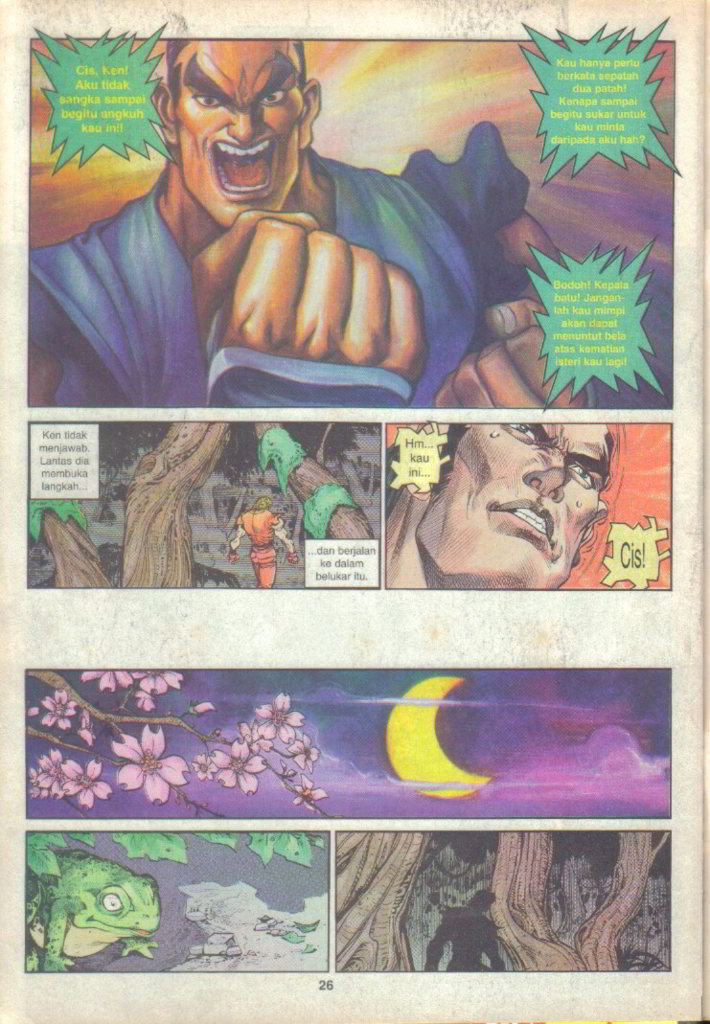 Cis, Ken!
Aku tidak
sangka sampai
begitu angkuh
kau ini!
Kau hanya perlu
berkata sepatah
dua patah!
Kenapa sampai
begitu sukar untuk
kau minta
daripada aku hah?
Bodoh! Kepala
batu! Jangan-
lah kau mimpi
akan dapat
menuntut bela
atas kematian
isteri kau lagi!
Ken tidak
menjawab.
Lantas dia
membuka
langkah...
...dan berjalan
ke dalam
belukar itu.
Hm...
kau
ini...
Cis!
26